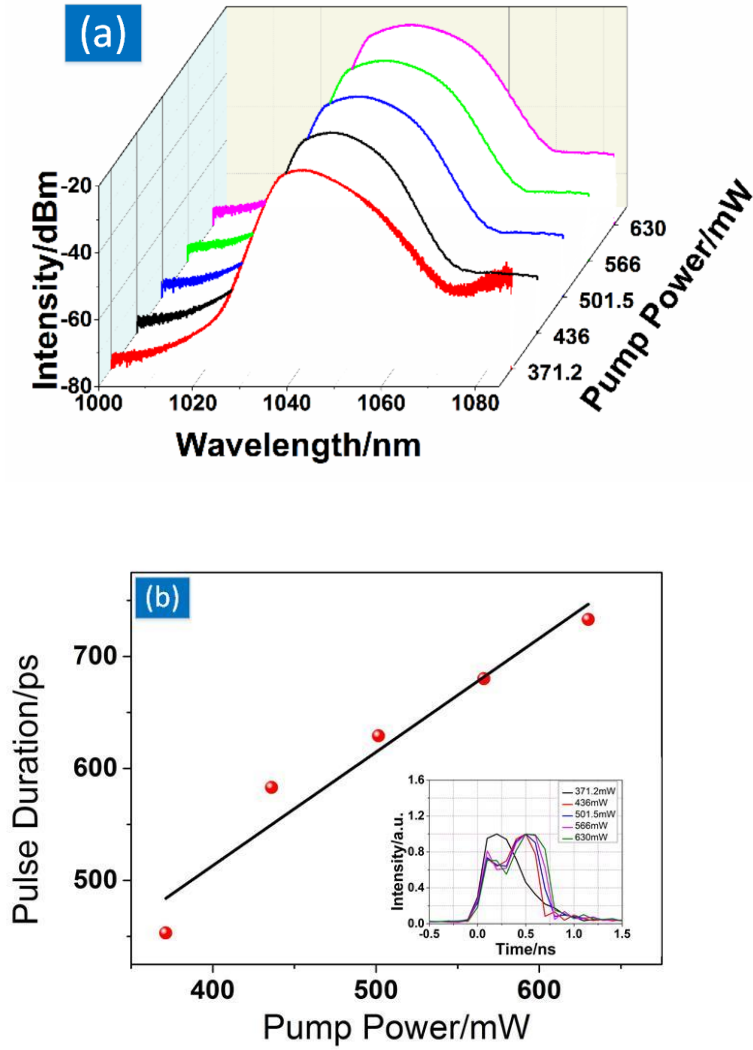 (a)
-20
-40
-60
-80
Intensity/dBm
1000 1020 1040 1060 1080
Wavelength/nm
630
566
501.5
436
371.2
Pump Power/mW
(b)
700
600
500
Pulse Duration/ps
400 500 600
Pump Power/mW
1.6
1.2
0.8
0.4
0.0
Intensity/a.u.
371.2mW
436mW
501.5mW
566mW
630mW
-0.5 0.0 0.5 1.0 1.5
Time/ns